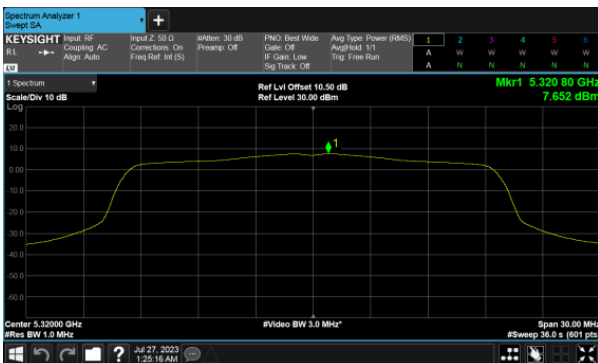 Spectrum Analyzer 1
Swept SA
+
KEYSIGHT Input: RF Input Z: 50 Ω #Atten: 30 dB PNO: Best Wide Avg Type: Power (RMS) 1 2 3 4 5 6
RL Coupling: AC Corrections: On Preamp: Off Gate: Off Avg|Hold: 1/1 A W W W W W
Align: Auto Freq Ref: Int (S) IF Gain: Low Trig: Free Run
LXI Sig Track: Off A N N N N N
1 Spectrum
Ref Lvl Offset 10.50 dB Mkr1 5.320 80 GHz
Scale/Div 10 dB Ref Level 30.00 dBm 7.652 dBm
Log
20.0
10.0
1
0.00
-10.0
-20.0
-30.0
-40.0
-50.0
-60.0
Center 5.32000 GHz #Video BW 3.0 MHz* Span 30.00 MHz
#Res BW 1.0 MHz #Sweep 36.0 s (601 pts)
? Jul 27, 2023
1:25:16 AM